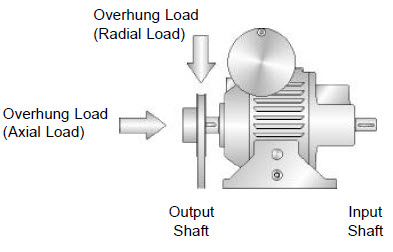 Overhung Load
(Radial Load)
Overhung Load
(Axial Load)
Output
Shaft
Input
Shaft